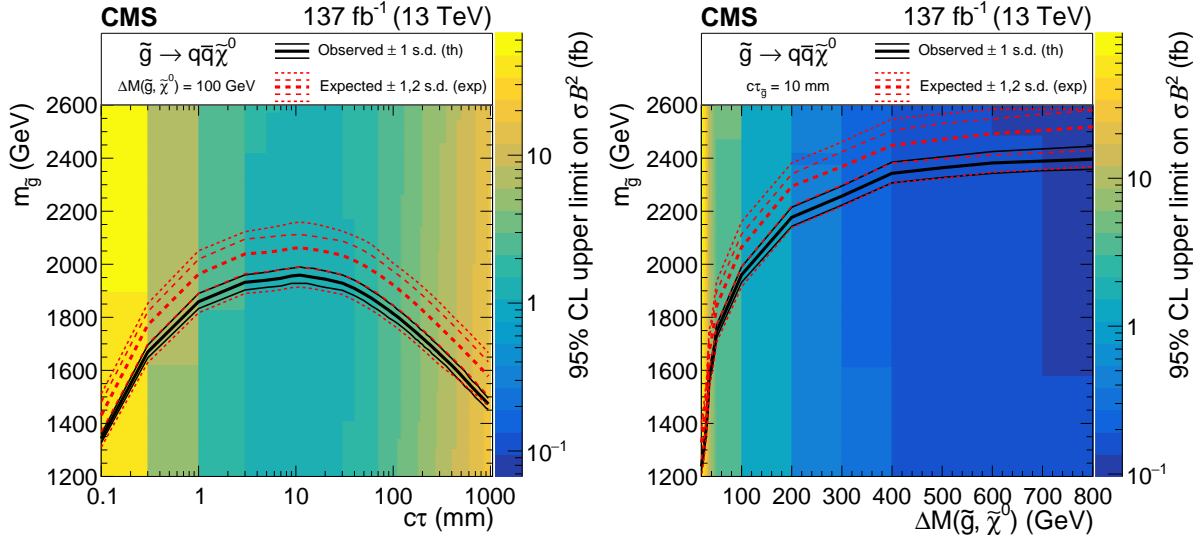 CMS 137 fb⁻¹ (13 TeV)
g̃ → qq̄χ̃⁰ Observed ± 1 s.d. (th)
ΔM(g̃, χ̃⁰) = 100 GeV Expected ± 1,2 s.d. (exp)
m_g̃ (GeV)
2600
2400
2200
2000
1800
1600
1400
1200
0.1 1 10 100 1000
cτ (mm)
10
1
10⁻¹
95% CL upper limit on σB² (fb)
CMS 137 fb⁻¹ (13 TeV)
g̃ → qq̄χ̃⁰ Observed ± 1 s.d. (th)
cτ_g̃ = 10 mm Expected ± 1,2 s.d. (exp)
m_g̃ (GeV)
2600
2400
2200
2000
1800
1600
1400
1200
100 200 300 400 500 600 700 800
ΔM(g̃, χ̃⁰) (GeV)
10
1
10⁻¹
95% CL upper limit on σB² (fb)